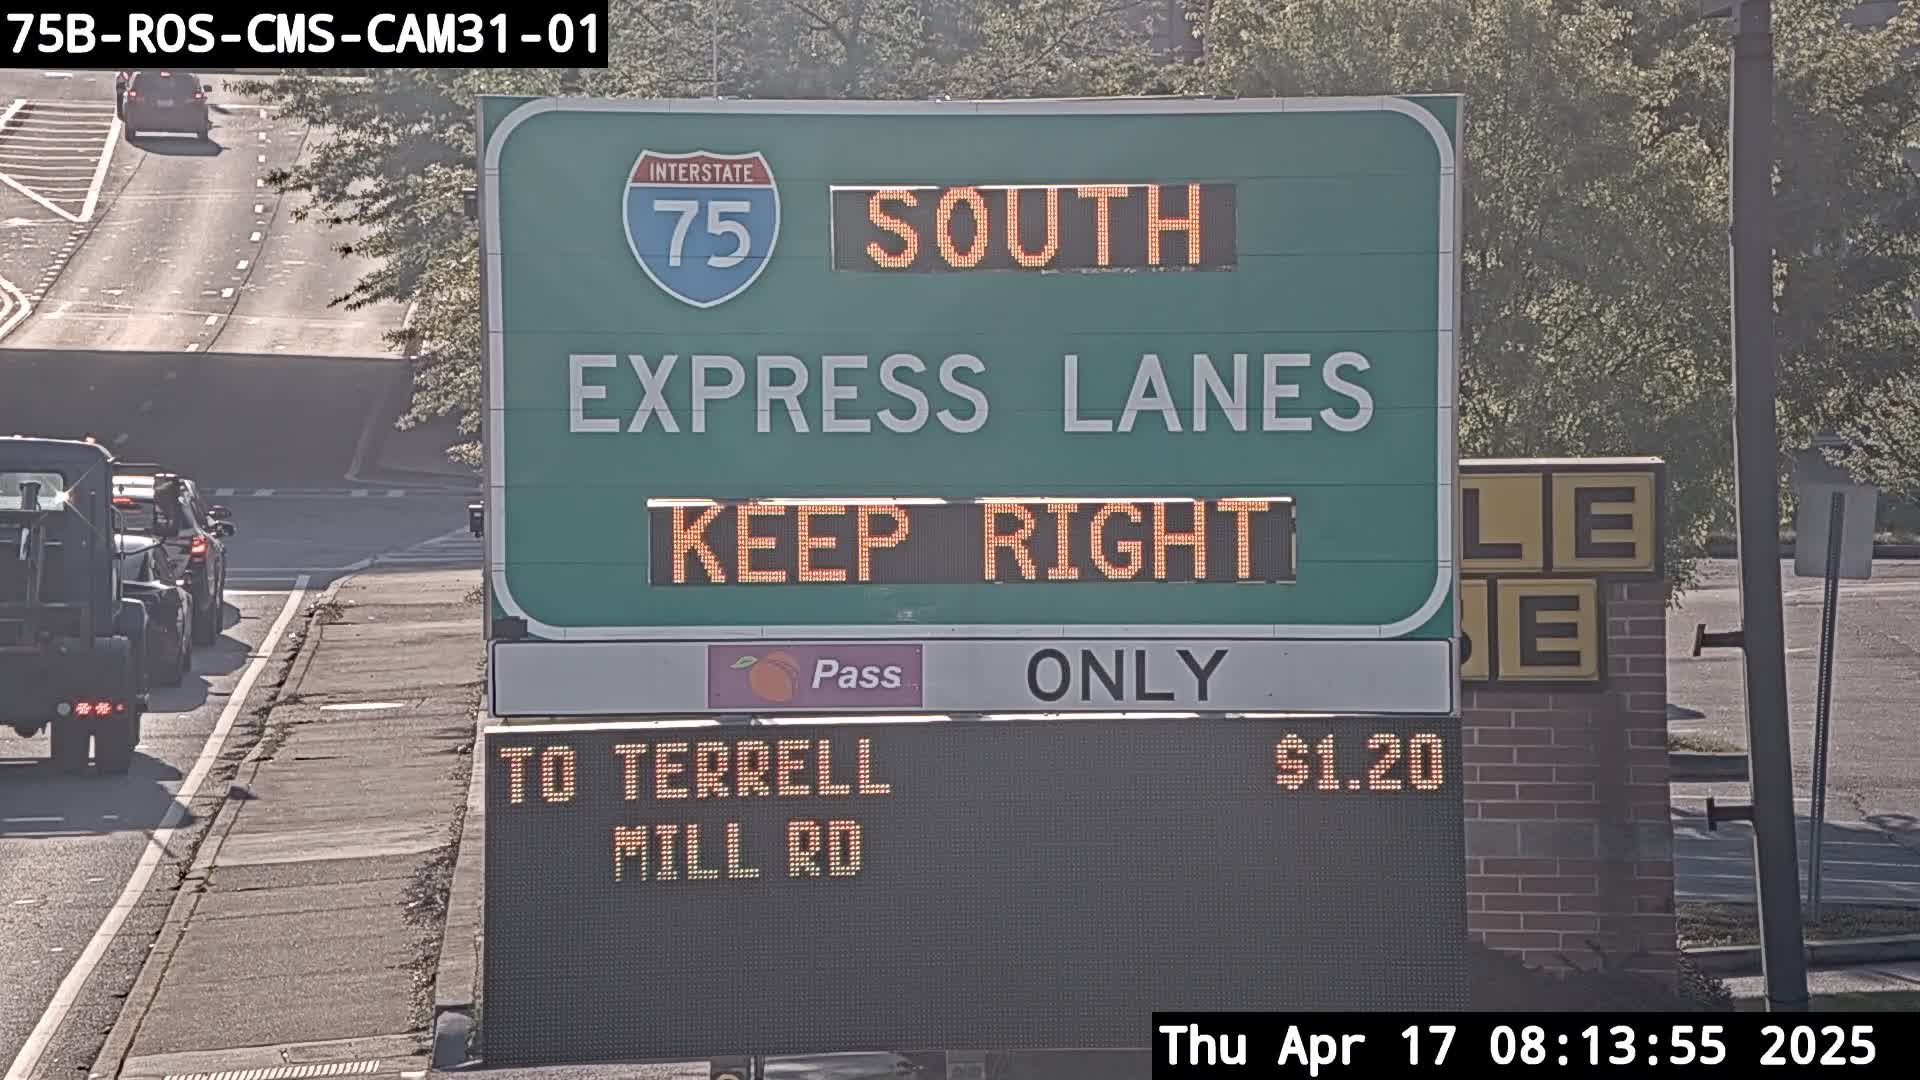 75B-ROS-CMS-CAM31-01
INTERSTATE
75
SOUTH
EXPRESS LANES
KEEP RIGHT
Pass ONLY
TO TERRELL $1.20
MILL RD
LE
E
Thu Apr 17 08:13:55 2025